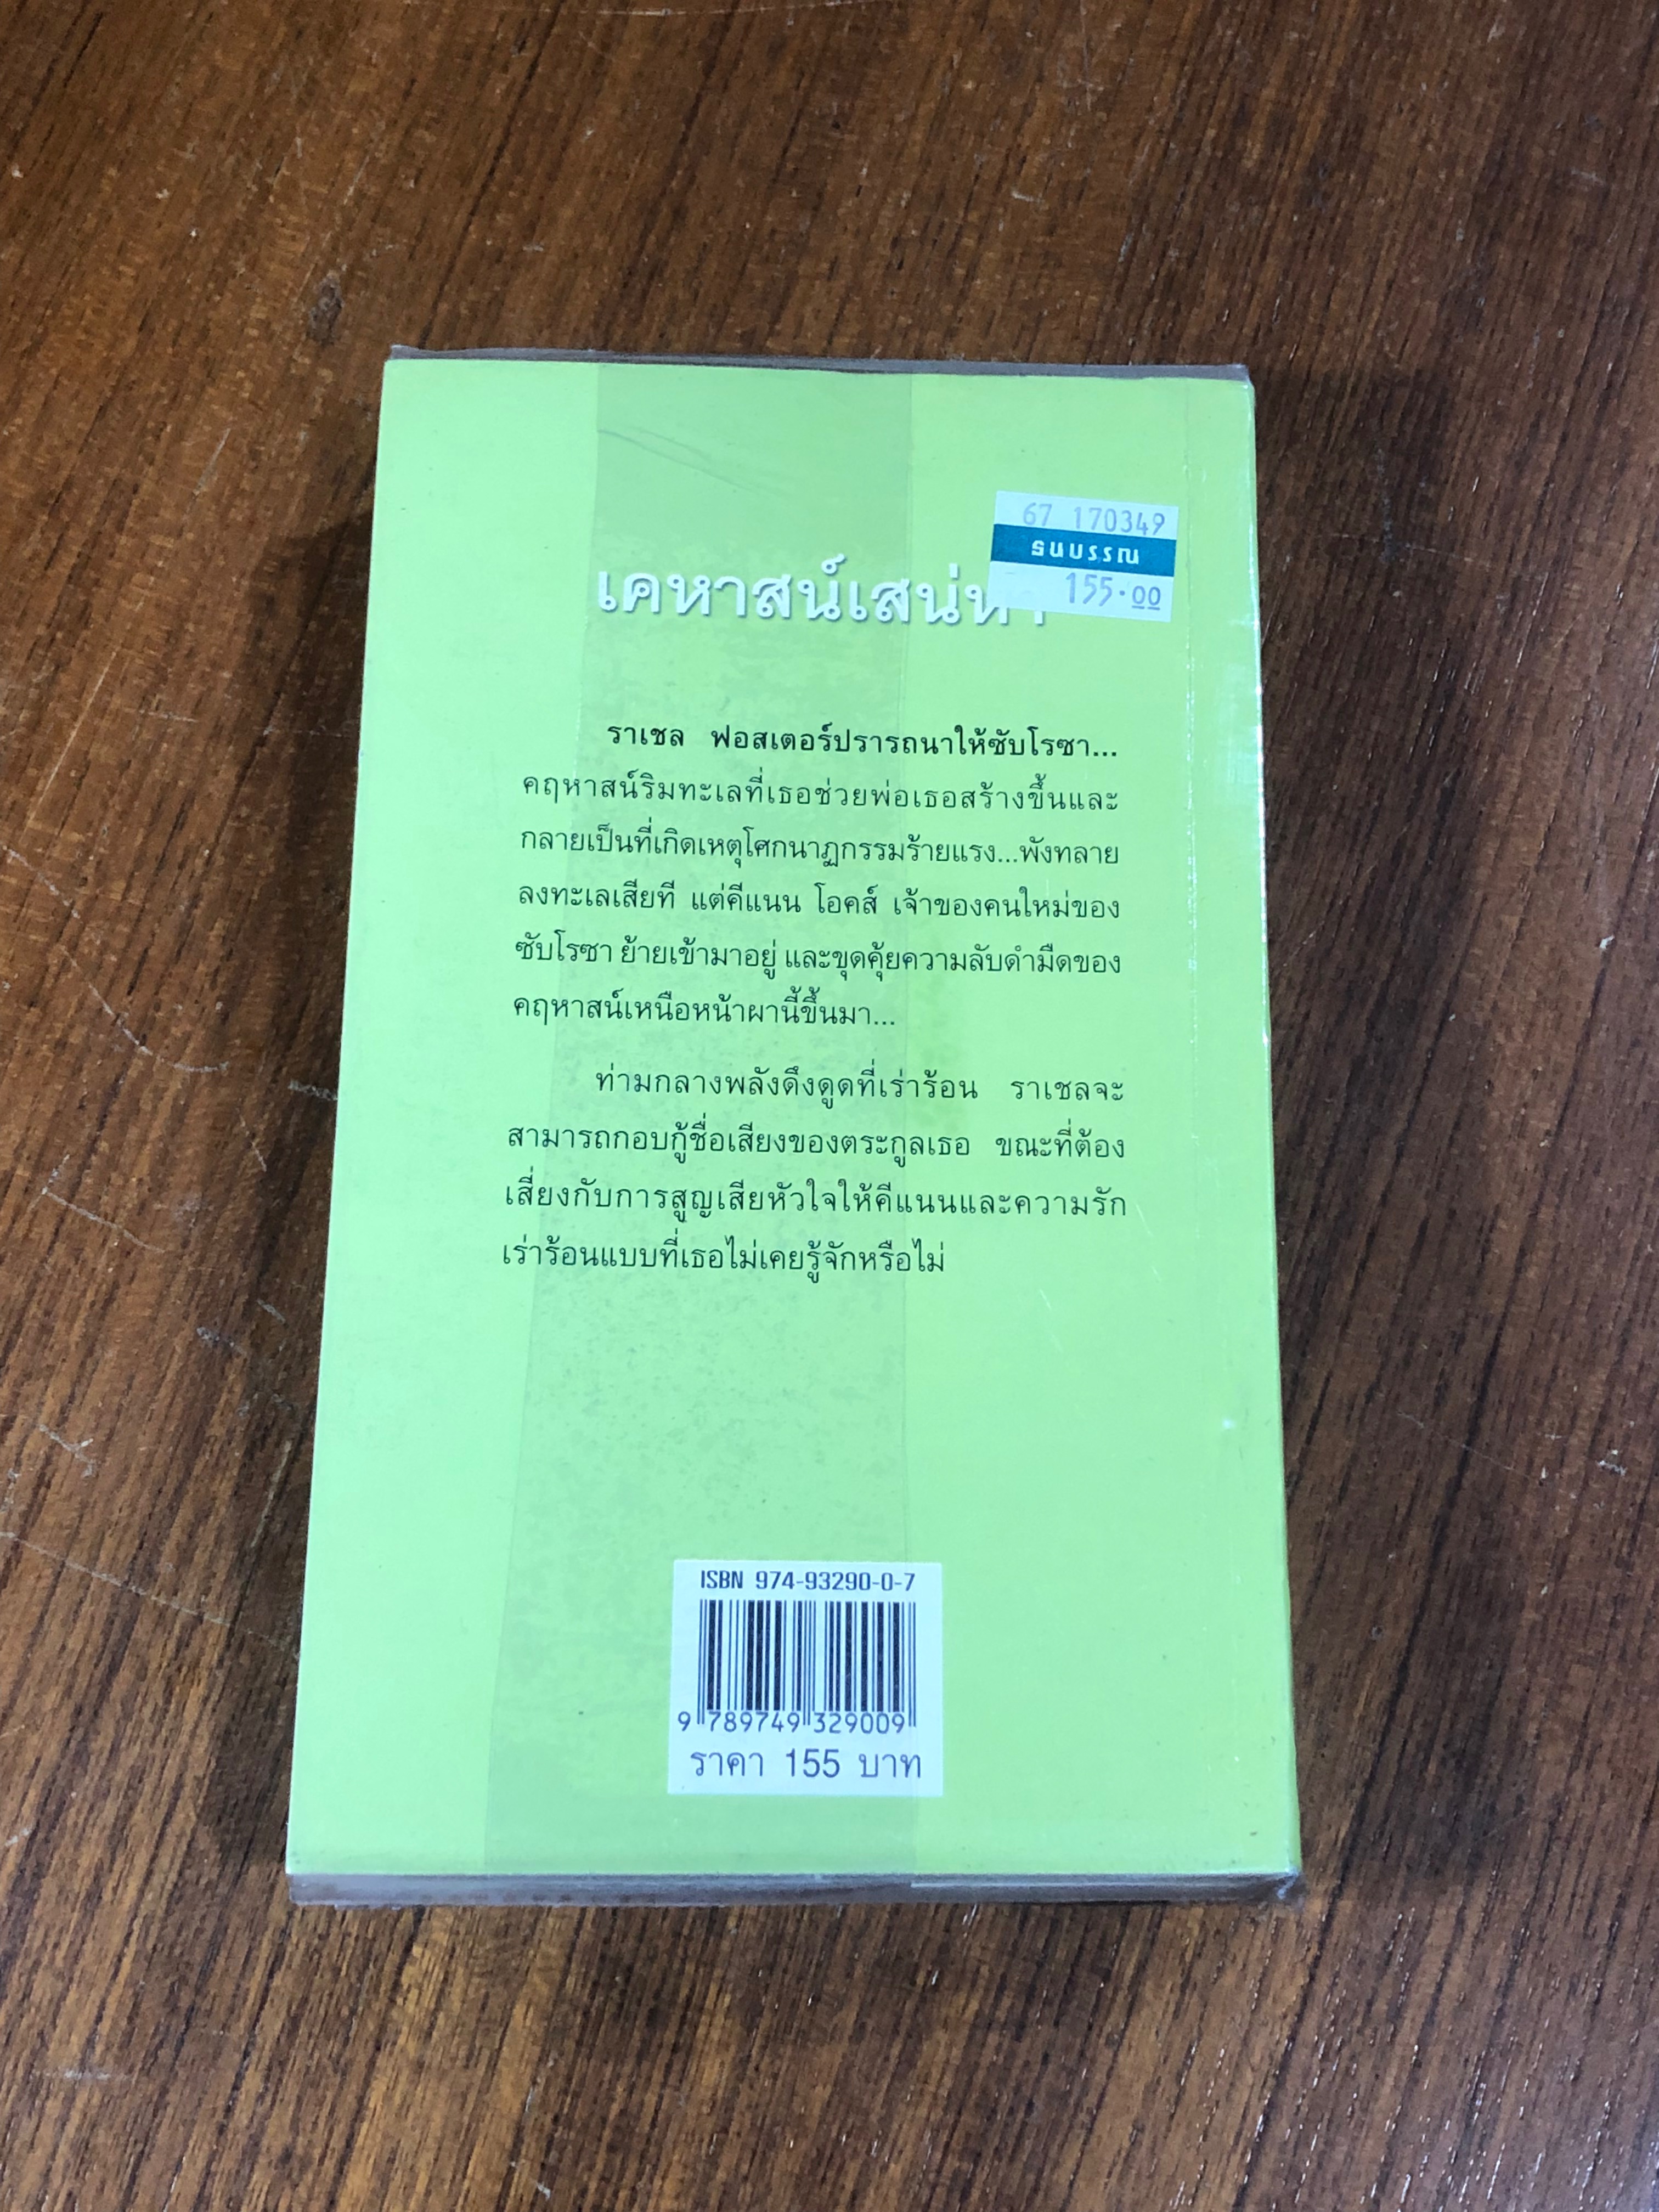 67 170349
ธนบรรณ
155.00
เคหาสน์เสน่หา
ราเชล ฟอสเตอร์ปรารถนาให้ซับโรซา...
คฤหาสน์ริมทะเลที่เธอช่วยพ่อเธอสร้างขึ้นและ
กลายเป็นที่เกิดเหตุโศกนาฏกรรมร้ายแรง...พังทลาย
ลงทะเลเสียที แต่คีแนน โอคส์ เจ้าของคนใหม่ของ
ซับโรซา ย้ายเข้ามาอยู่ และขุดคุ้ยความลับดำมืดของ
คฤหาสน์เหนือหน้าผานี้ขึ้นมา...
ท่ามกลางพลังดึงดูดที่เร่าร้อน ราเชลจะ
สามารถกอบกู้ชื่อเสียงของตระกูลเธอ ขณะที่ต้อง
เสี่ยงกับการสูญเสียหัวใจให้คีแนนและความรัก
เร่าร้อนแบบที่เธอไม่เคยรู้จักหรือไม่
ISBN 974-93290-0-7
9 789749 329009
ราคา 155 บาท